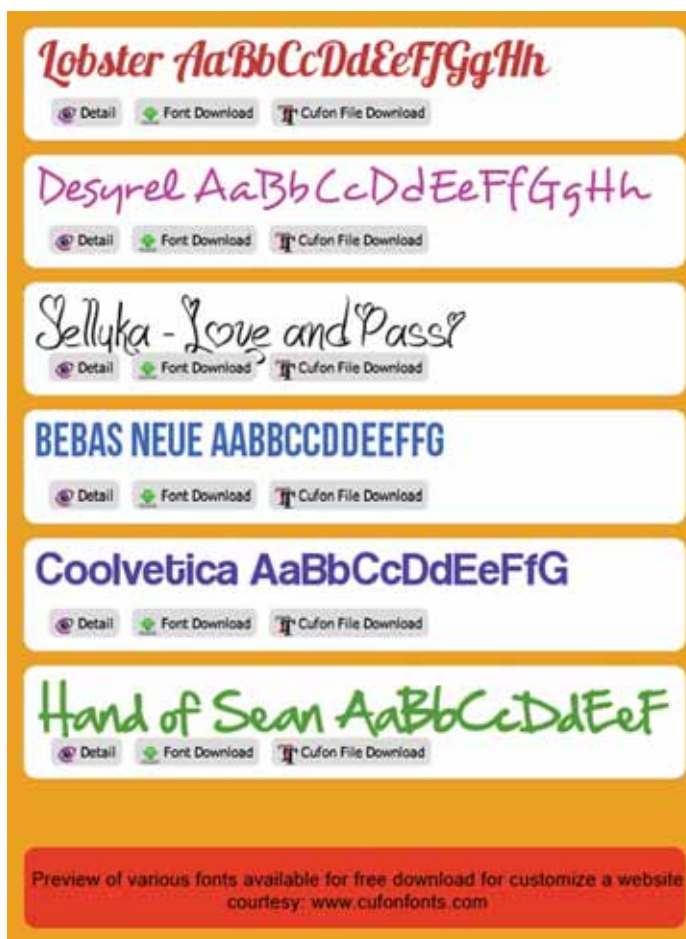 Lobster AaBbCcDdEeFfGgHh
Detail Font Download Cufon File Download
Desyrel AaBbCcDdEeFfGgHh
Detail Font Download Cufon File Download
Jellyka - Love and Passi
Detail Font Download Cufon File Download
BEBAS NEUE AABBCCDDEEFFG
Detail Font Download Cufon File Download
Coolvetica AaBbCcDdEeFfG
Detail Font Download Cufon File Download
Hand of Sean AaBbCcDdEeF
Detail Font Download Cufon File Download
Preview of various fonts available for free download for customize a website
courtesy: www.cufonfonts.com